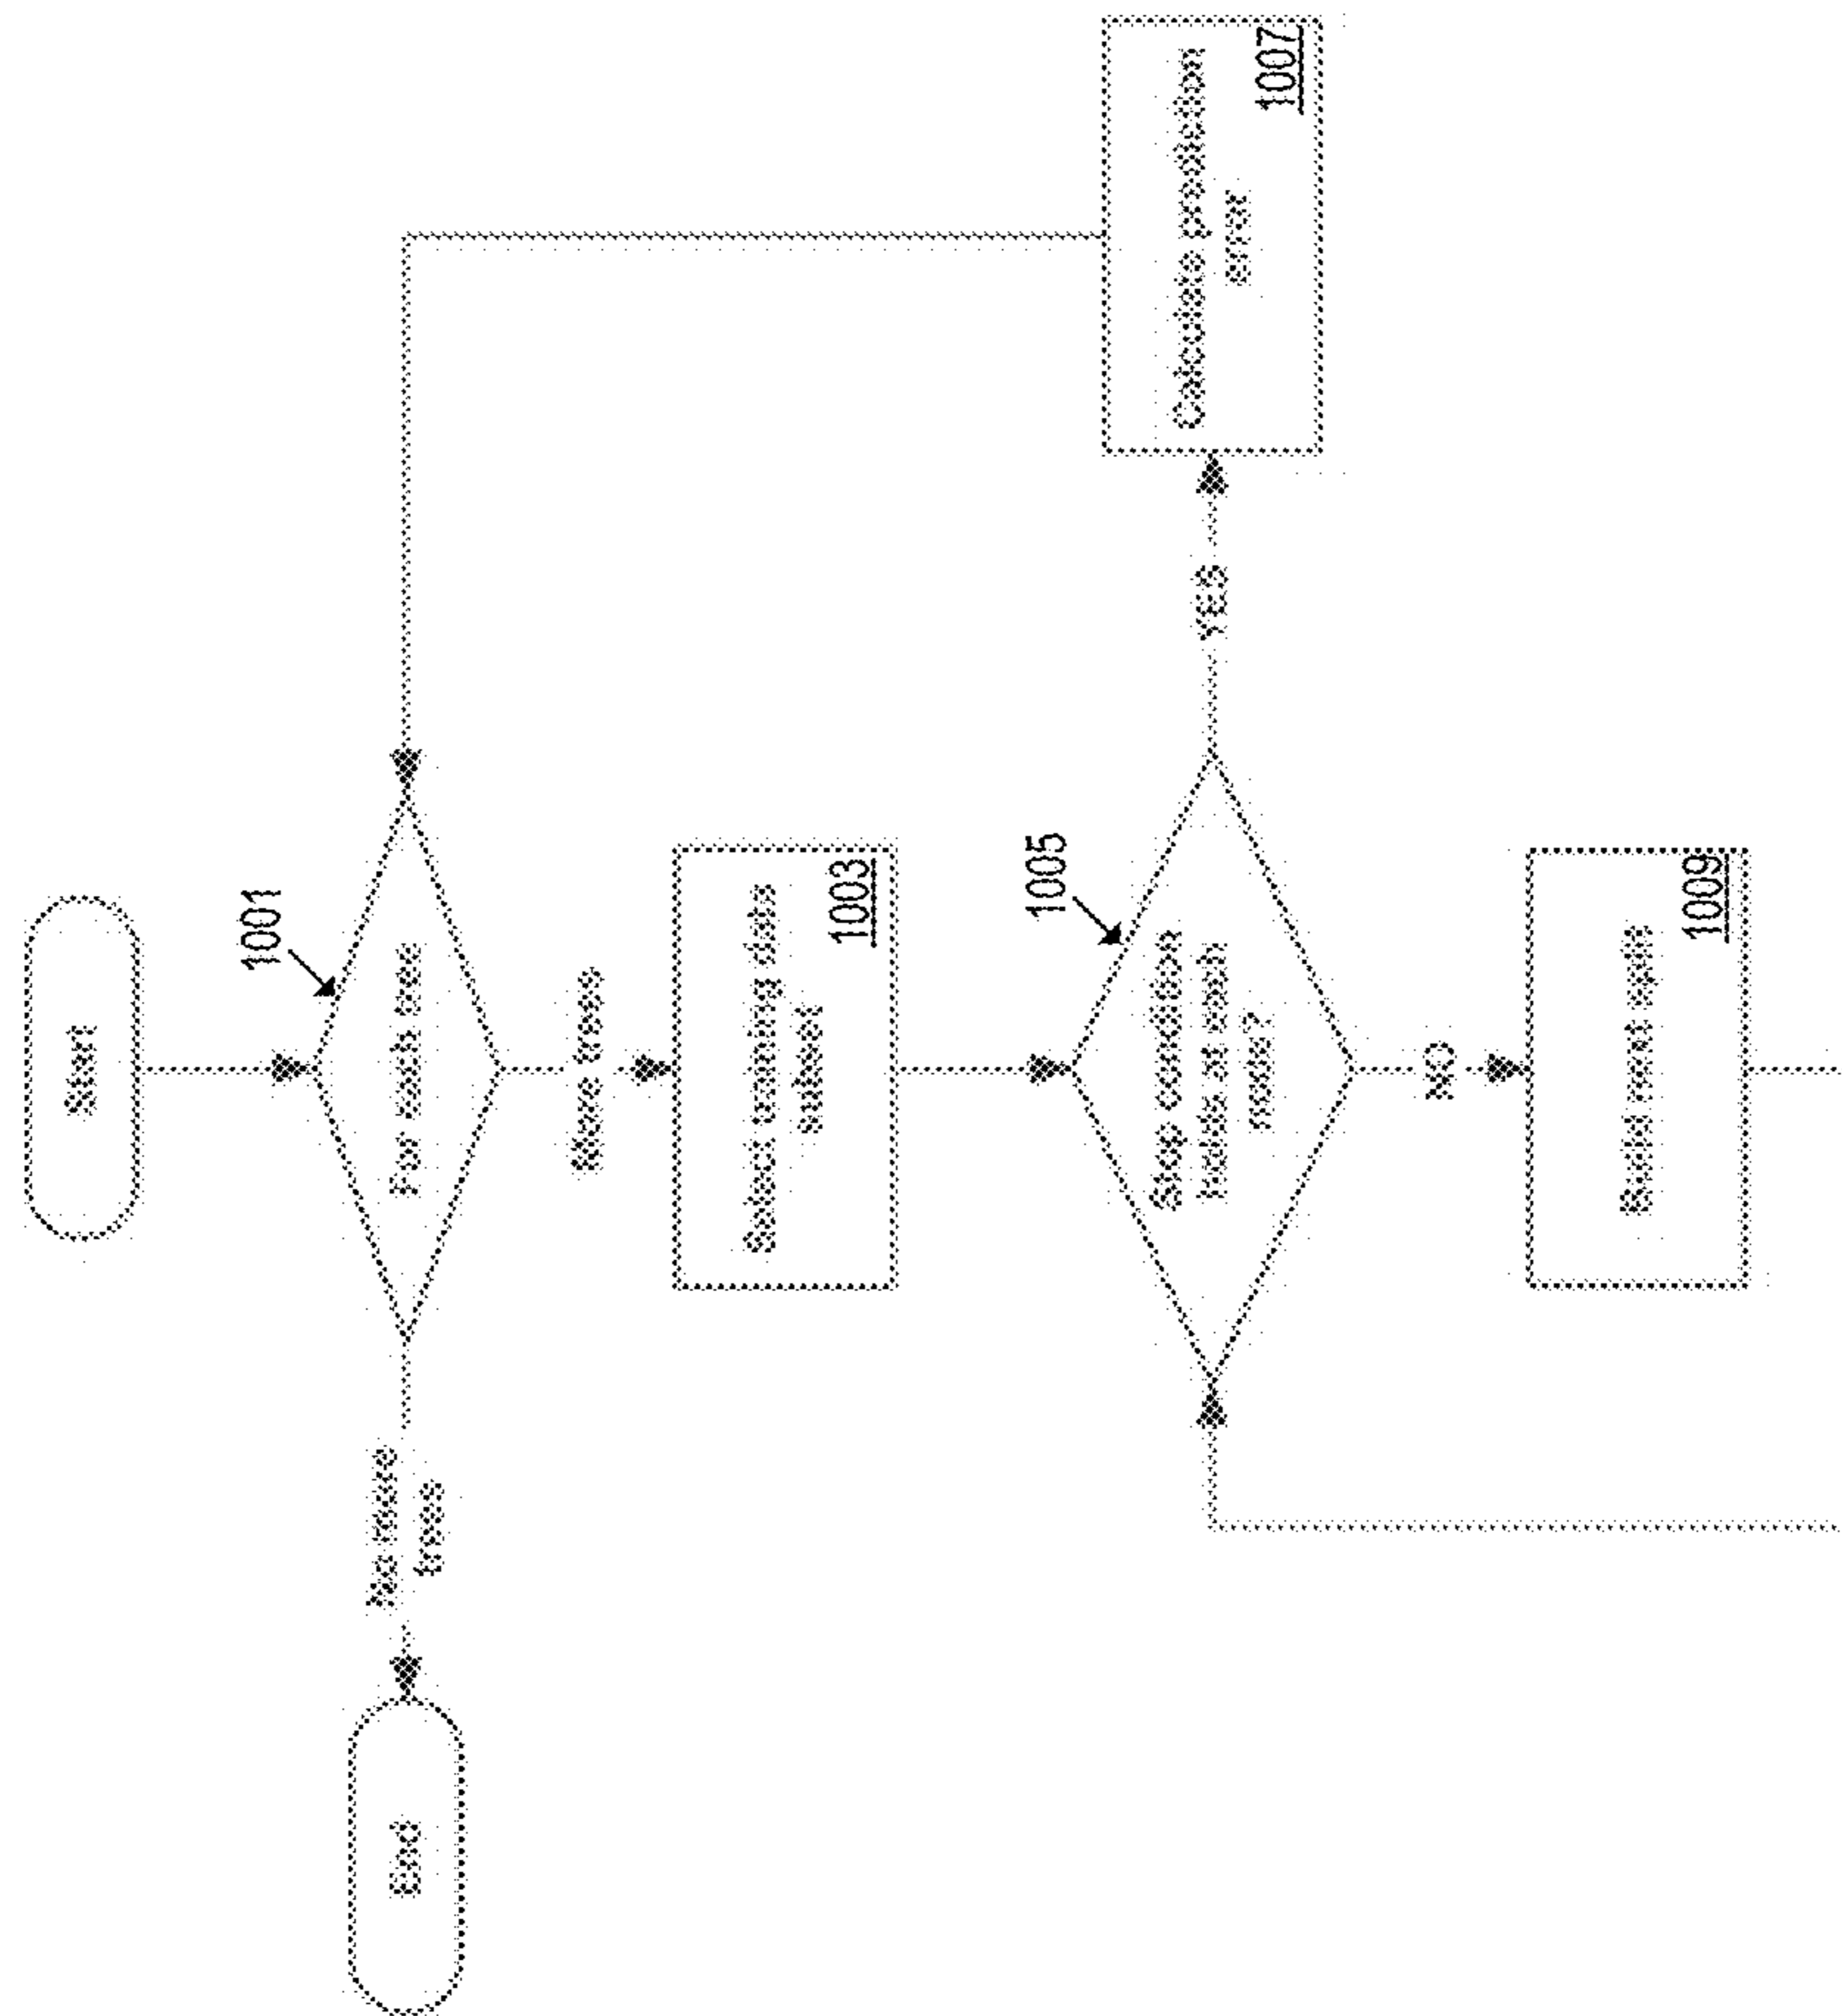 Start
1001
For each tree
No more
trees
End
More trees
Select training data
subset
1003
1005
Stop condition
holds at each
node?
YES
Calculate prediction
error
1007
NO
Build next split
1009